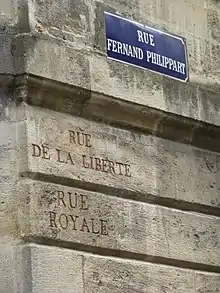 RUE
FERNAND PHILIPPART
RUE
DE LA LIBERTÉ
RUE
ROYALE